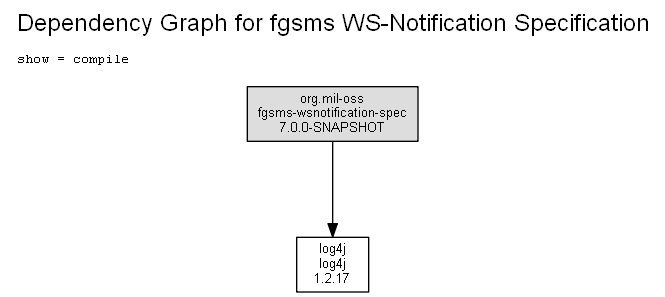 Dependency Graph for fgsms WS-Notification Specification
show = compile
org.mil-oss
fgsms-wsnotification-spec
7.0.0-SNAPSHOT
log4j
log4j
1.2.17